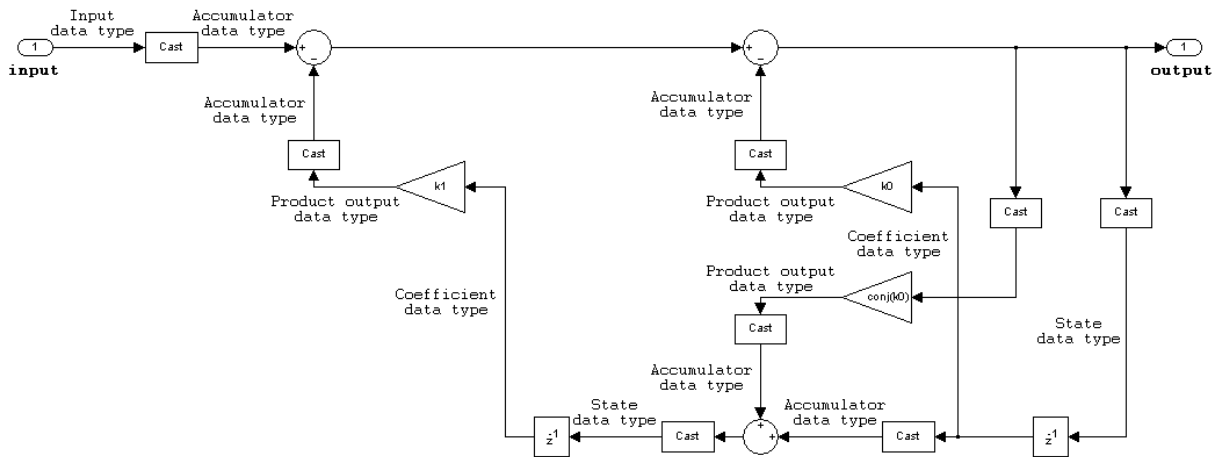 Input
data type
Accumulator
data type
1
Cast
+
−
+
−
1
input
output
Accumulator
data type
Accumulator
data type
Cast
Cast
k1
k0
Product output
data type
Product output
data type
Cast
Cast
Coefficient
data type
Product output
data type
Coefficient
data type
conj(k0)
Cast
State
data type
Accumulator
data type
State
data type
Accumulator
data type
z-1
Cast
+
+
Cast
z-1